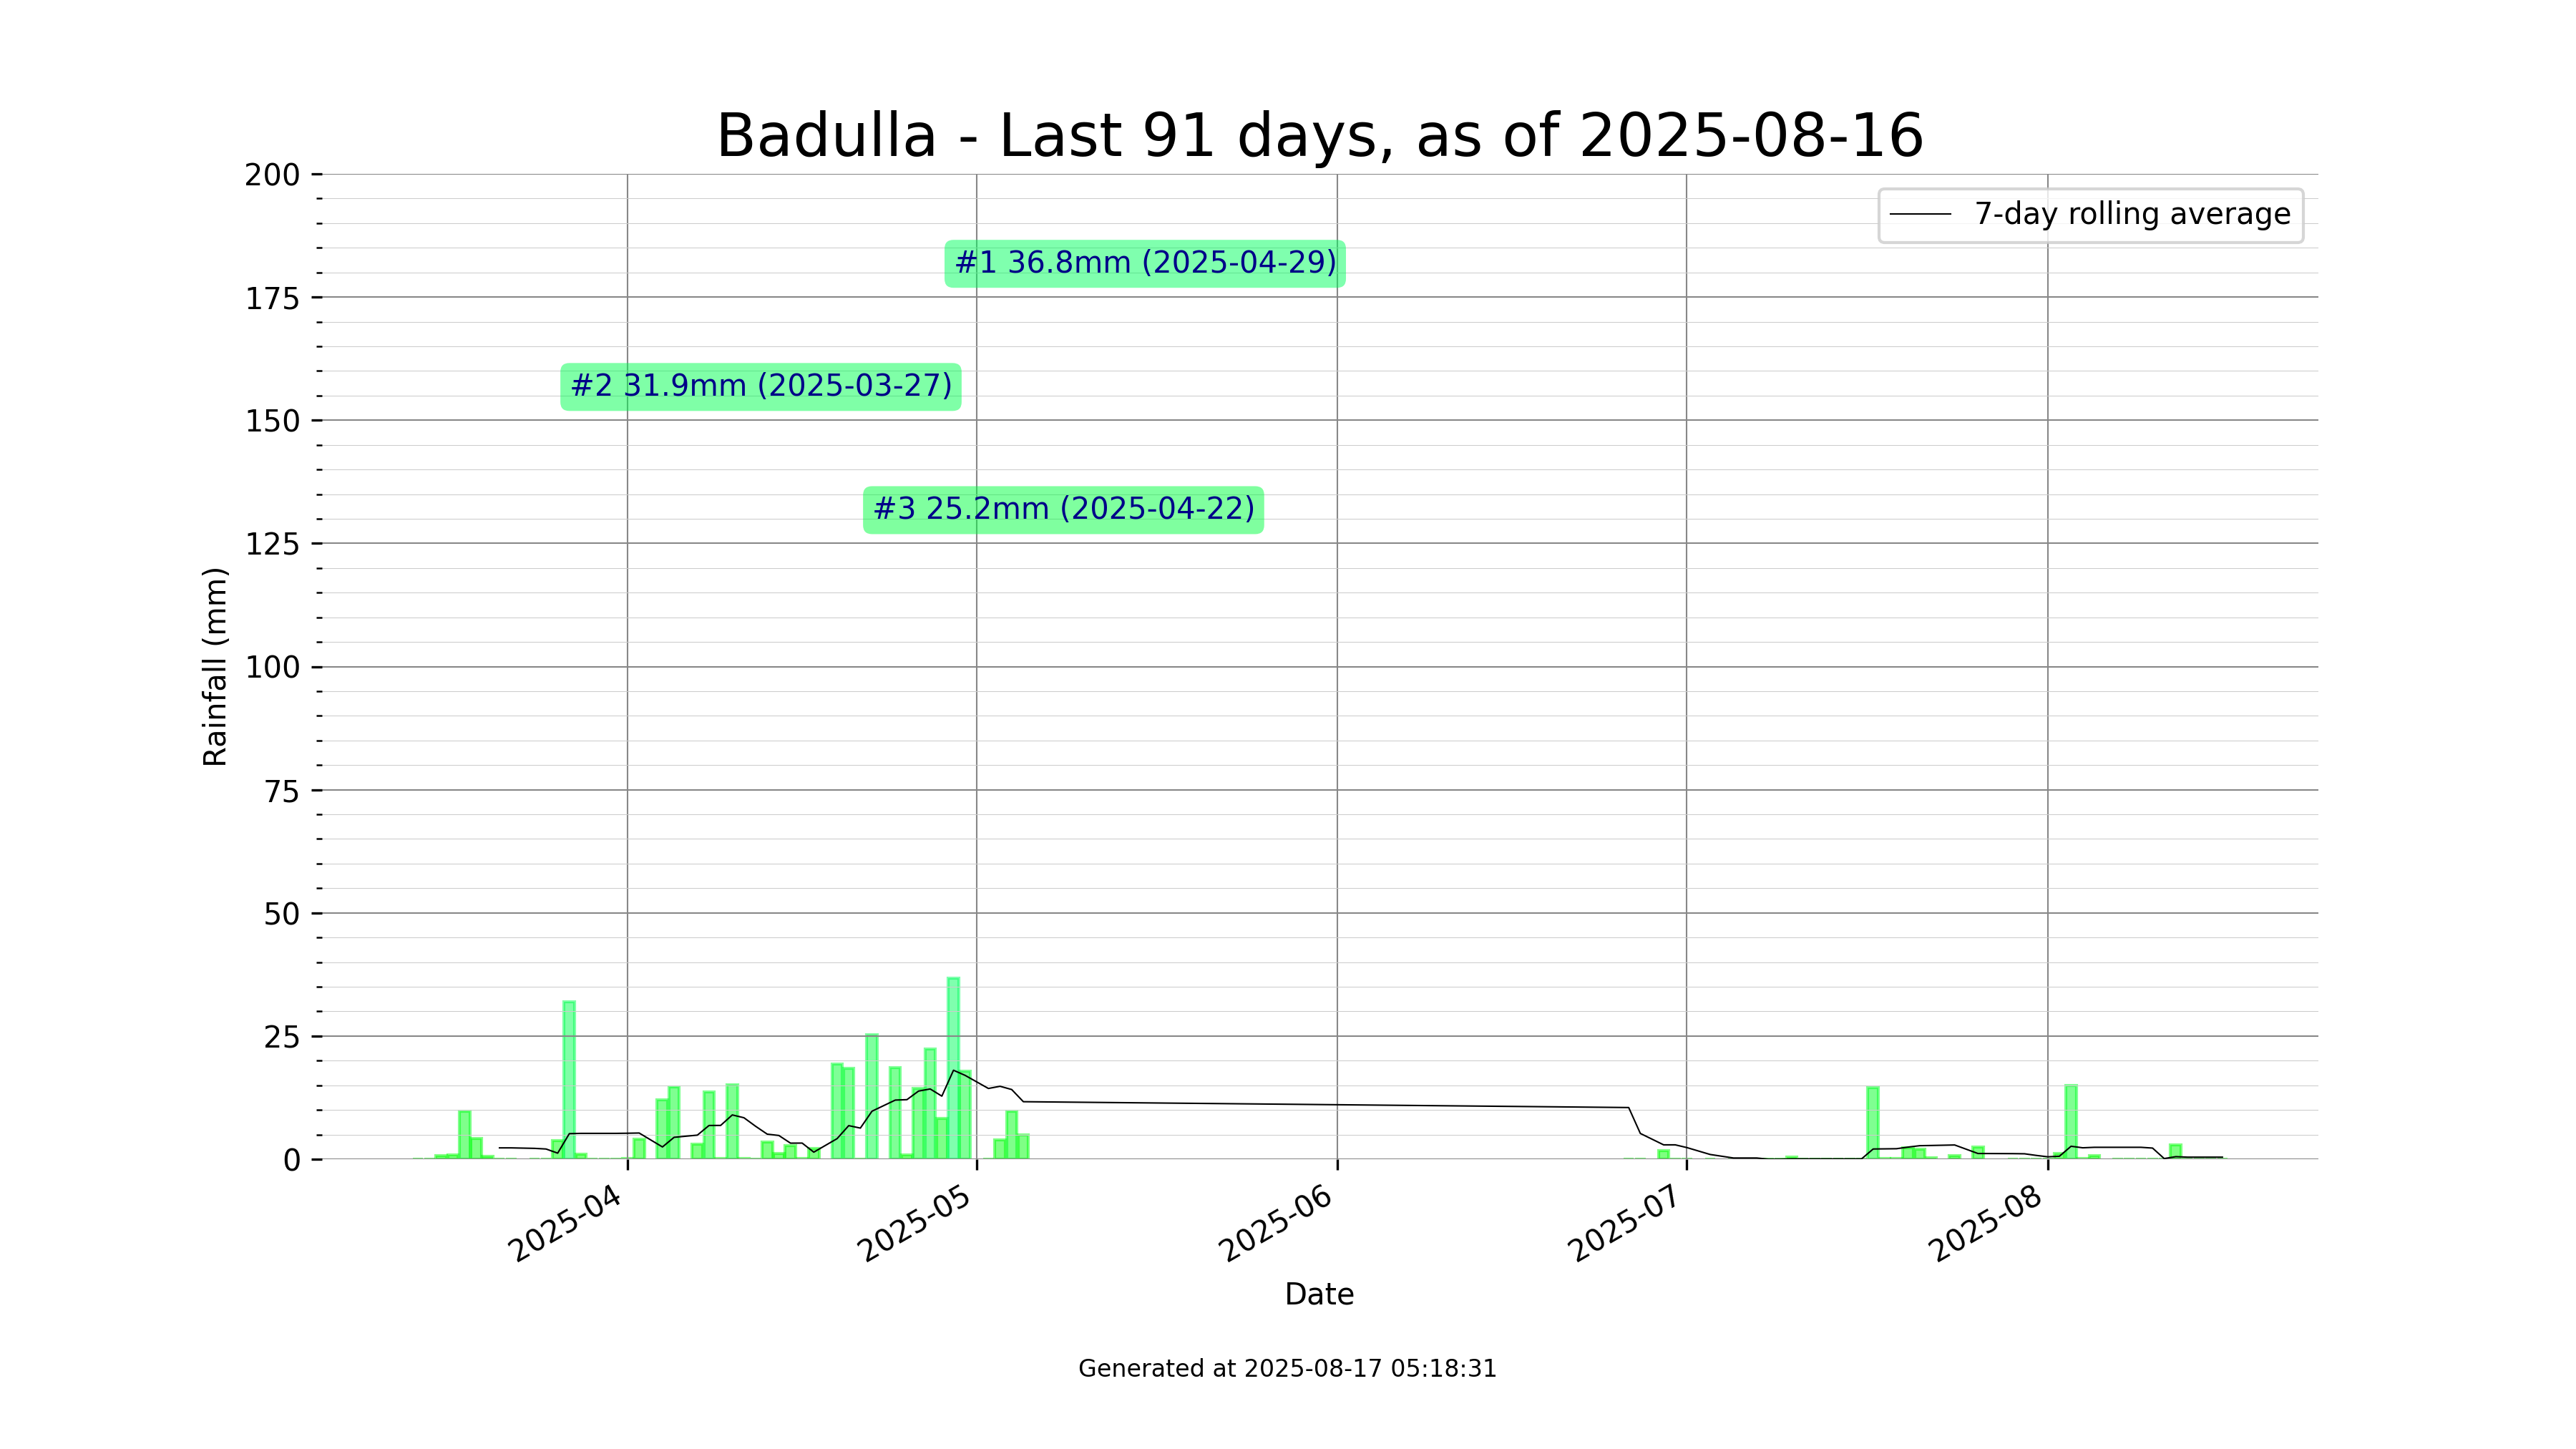 Badulla - Last 91 days, as of 2025-08-16
7-day rolling average
#1 36.8mm (2025-04-29)
#2 31.9mm (2025-03-27)
#3 25.2mm (2025-04-22)
Rainfall (mm)
200
175
150
125
100
75
50
25
0
2025-04
2025-05
2025-06
2025-07
2025-08
Date
Generated at 2025-08-17 05:18:31